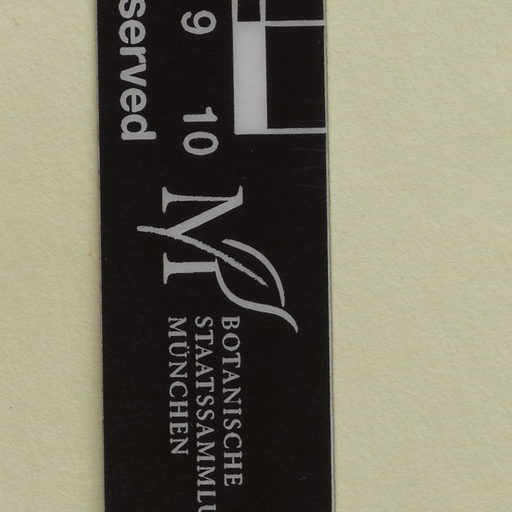 served
9 10
BOTANISCHE
STAATSSAMMLU
MÜNCHEN